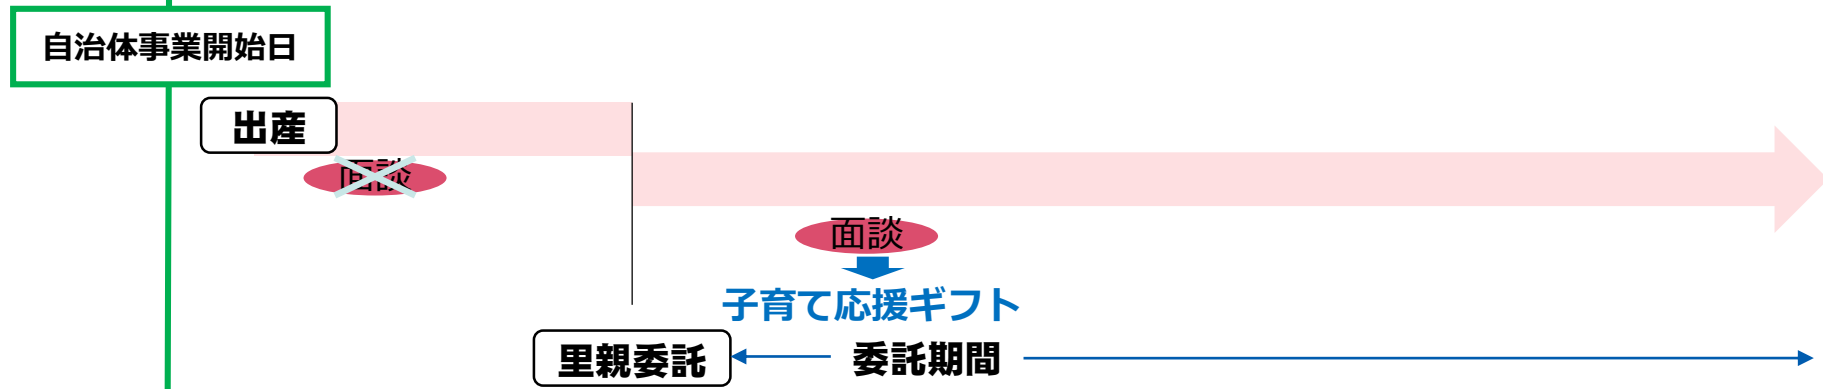 自治体事業開始日
出産
面談
面談
子育て応援ギフト
里親委託
委託期間